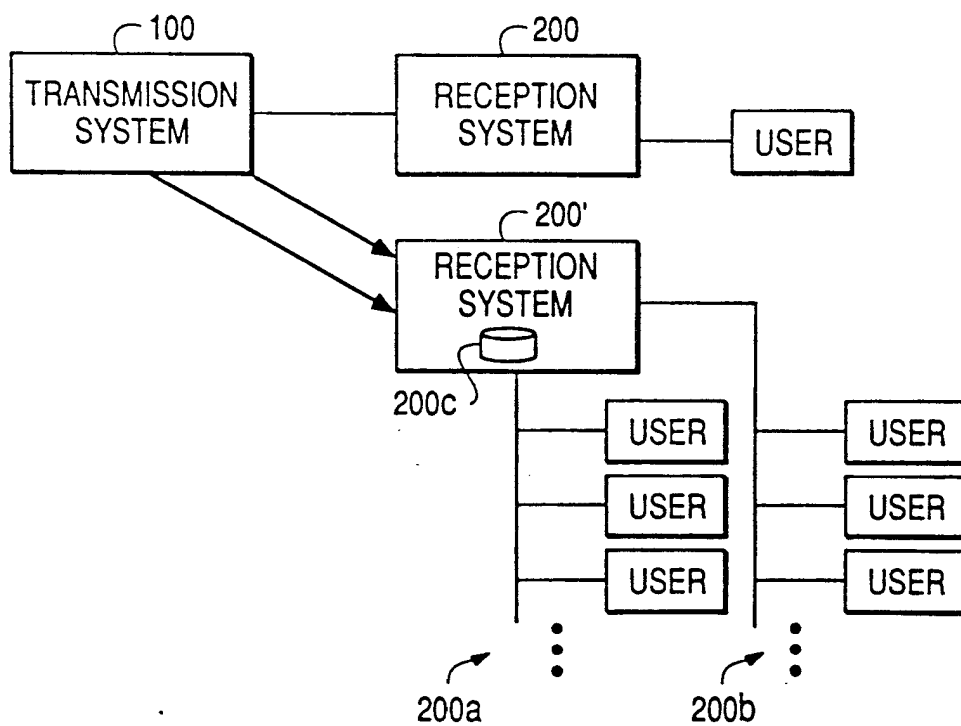 100
TRANSMISSION
SYSTEM
200
RECEPTION
SYSTEM
USER
200'
RECEPTION
SYSTEM
200c
USER
USER
USER
USER
USER
USER
200a
200b